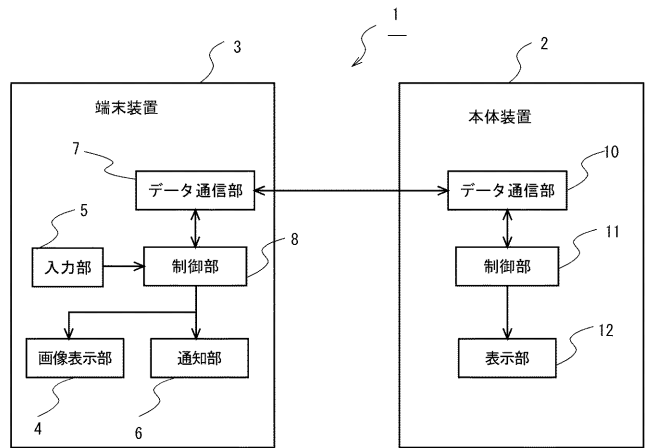 1
3
2
端末装置
本体装置
7
データ通信部
データ通信部
10
5
入力部
制御部
8
制御部
11
画像表示部
通知部
表示部
12
4
6